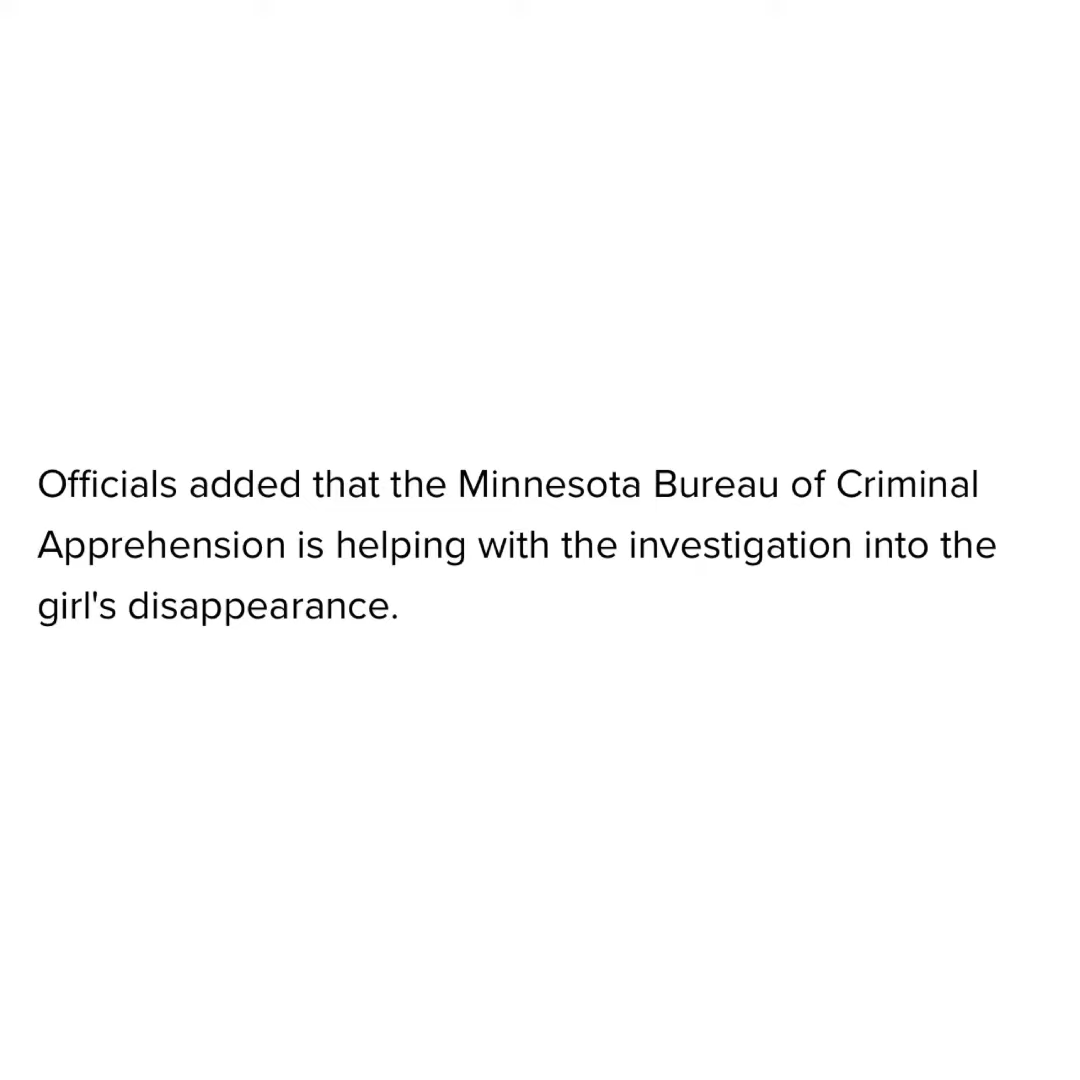 Officials added that the Minnesota Bureau of Criminal
Apprehension is helping with the investigation into the
girl's disappearance.